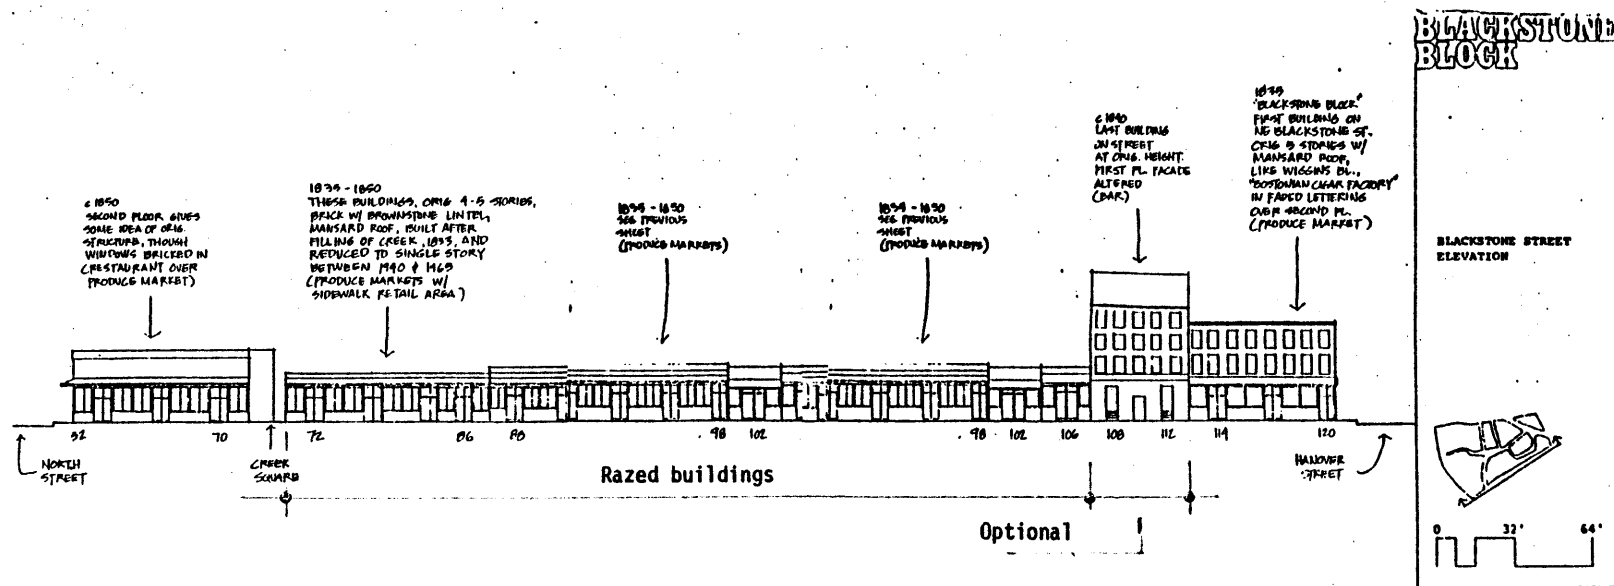 BLACKSTONE
BLOCK
BLACKSTONE STREET
ELEVATION
c 1850
SECOND FLOOR GIVES
SOME IDEA OF ORIG.
STRUCTURE, THOUGH
WINDOWS BRICKED IN
(RESTAURANT OVER
PRODUCE MARKET)
1835 - 1850
THESE BUILDINGS, ORIG 4-5 STORIES,
BRICK W/ BROWNSTONE LINTEL,
MANSARD ROOF, BUILT AFTER
FILLING OF CREEK, 1833, AND
REDUCED TO SINGLE STORY
BETWEEN 1940 & 1965
(PRODUCE MARKETS W/
SIDEWALK RETAIL AREA)
1835 - 1850
SEE PREVIOUS
SHEET
(PRODUCE MARKETS)
1835 - 1850
SEE PREVIOUS
SHEET
(PRODUCE MARKETS)
c 1840
LAST BUILDING
ON STREET
AT ORIG. HEIGHT.
FIRST FL. FACADE
ALTERED
(BAR)
1835
"BLACKSTONE BLOCK"
FIRST BUILDING ON
NE BLACKSTONE ST.
ORIG 5 STORIES W/
MANSARD ROOF,
LIKE WIGGINS BL.,
"BOSTONIAN CIGAR FACTORY"
IN FADED LETTERING
OVER SECOND FL.
(PRODUCE MARKET)
52 70 72 86 88 98 102 98 102 106 108 112 114 120
NORTH
STREET
CREEK
SQUARE
HANOVER
STREET
Razed buildings
Optional
0 32' 64'